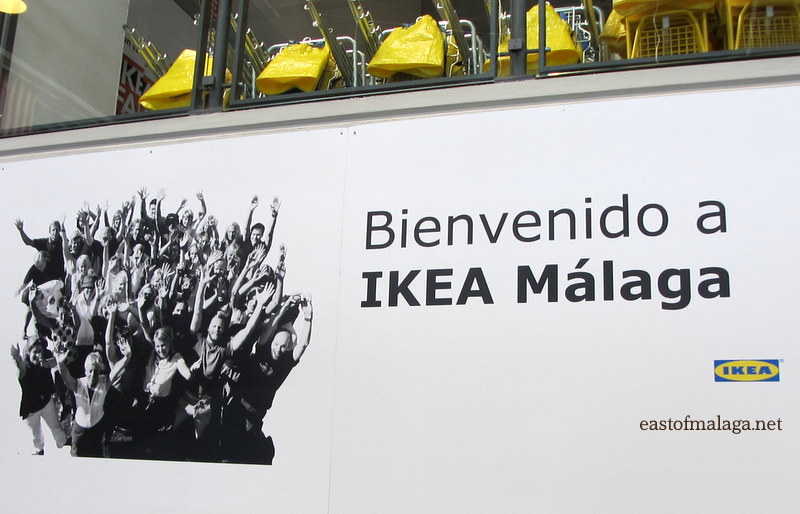 Bienvenido a
IKEA Málaga
IKEA
eastofmalaga.net